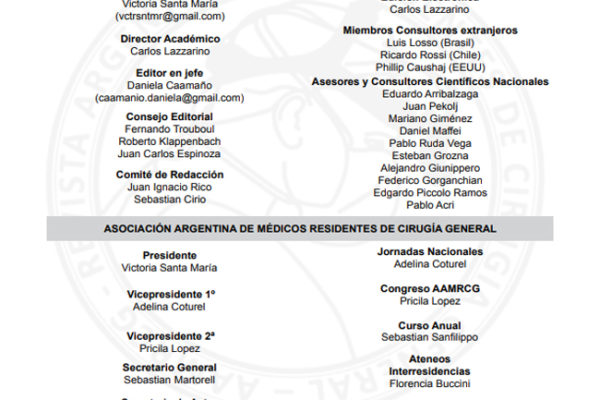 Victoria Santa María
(vctrsntmr@gmail.com)
Director Académico
Carlos Lazzarino
Editor en jefe
Daniela Caamaño
(caamanio.daniela@gmail.com)
Consejo Editorial
Fernando Trouboul
Roberto Klappenbach
Juan Carlos Espinoza
Comité de Redacción
Juan Ignacio Rico
Sebastian Cirio
Carlos Lazzarino
Miembros Consultores extranjeros
Luis Losso (Brasil)
Ricardo Rossi (Chile)
Phillip Caushaj (EEUU)
Asesores y Consultores Científicos Nacionales
Eduardo Arribalzaga
Juan Pekolj
Mariano Giménez
Daniel Maffei
Pablo Ruda Vega
Esteban Grozna
Alejandro Giunippero
Federico Gorganchian
Edgardo Piccolo Ramos
Pablo Acri
ASOCIACIÓN ARGENTINA DE MÉDICOS RESIDENTES DE CIRUGÍA GENERAL
Presidente
Victoria Santa María
Vicepresidente 1º
Adelina Coturel
Vicepresidente 2ª
Pricila Lopez
Secretario General
Sebastian Martorell
Jornadas Nacionales
Adelina Coturel
Congreso AAMRCG
Pricila Lopez
Curso Anual
Sebastian Sanfilippo
Ateneos
Interresidencias
Florencia Buccini